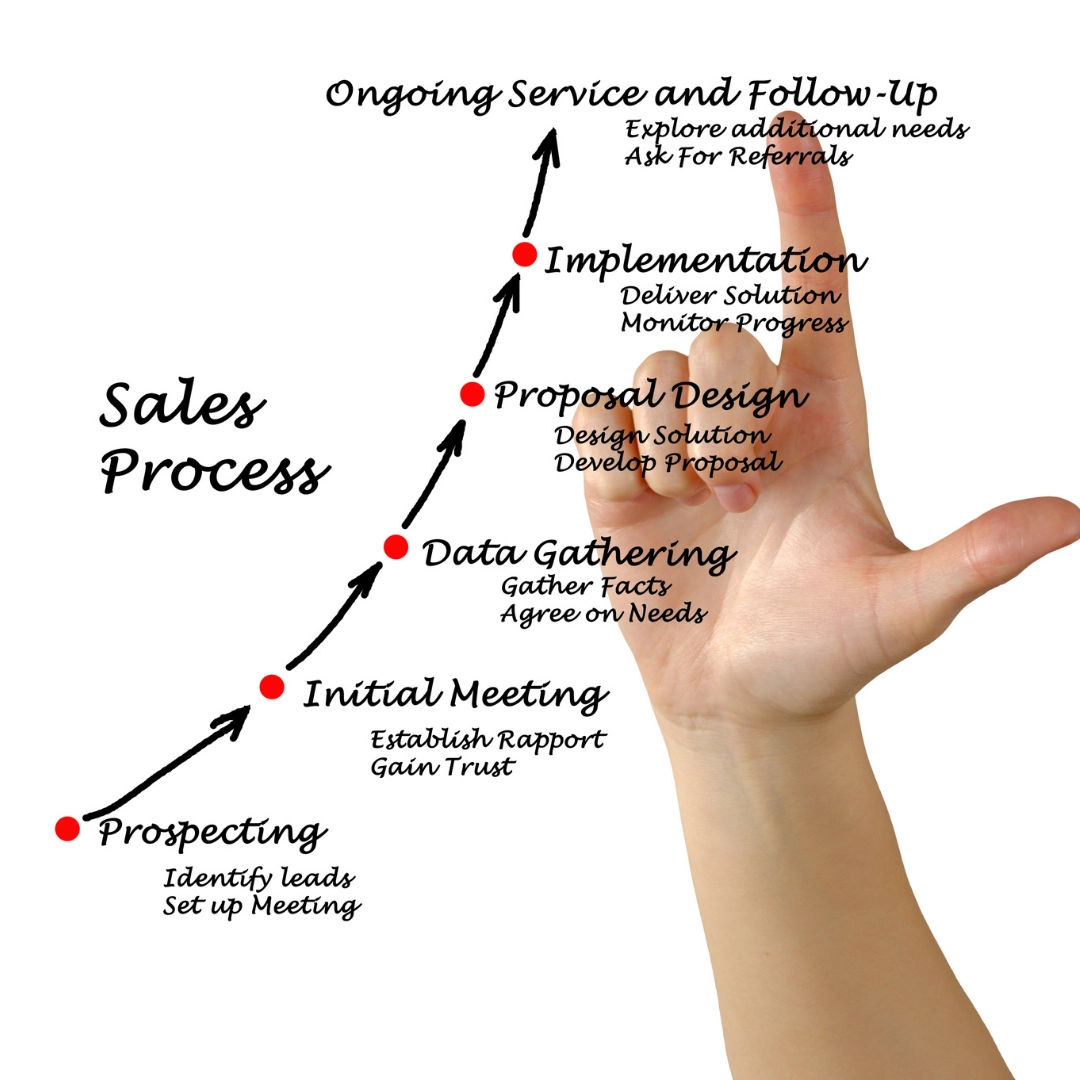 Ongoing Service and Follow-Up
Explore additional needs
Ask For Referrals
Implementation
Deliver Solution
Monitor Progress
Sales
Process
Proposal Design
Design Solution
Develop Proposal
Data Gathering
Gather Facts
Agree on Needs
Initial Meeting
Establish Rapport
Gain Trust
Prospecting
Identify leads
Set up Meeting